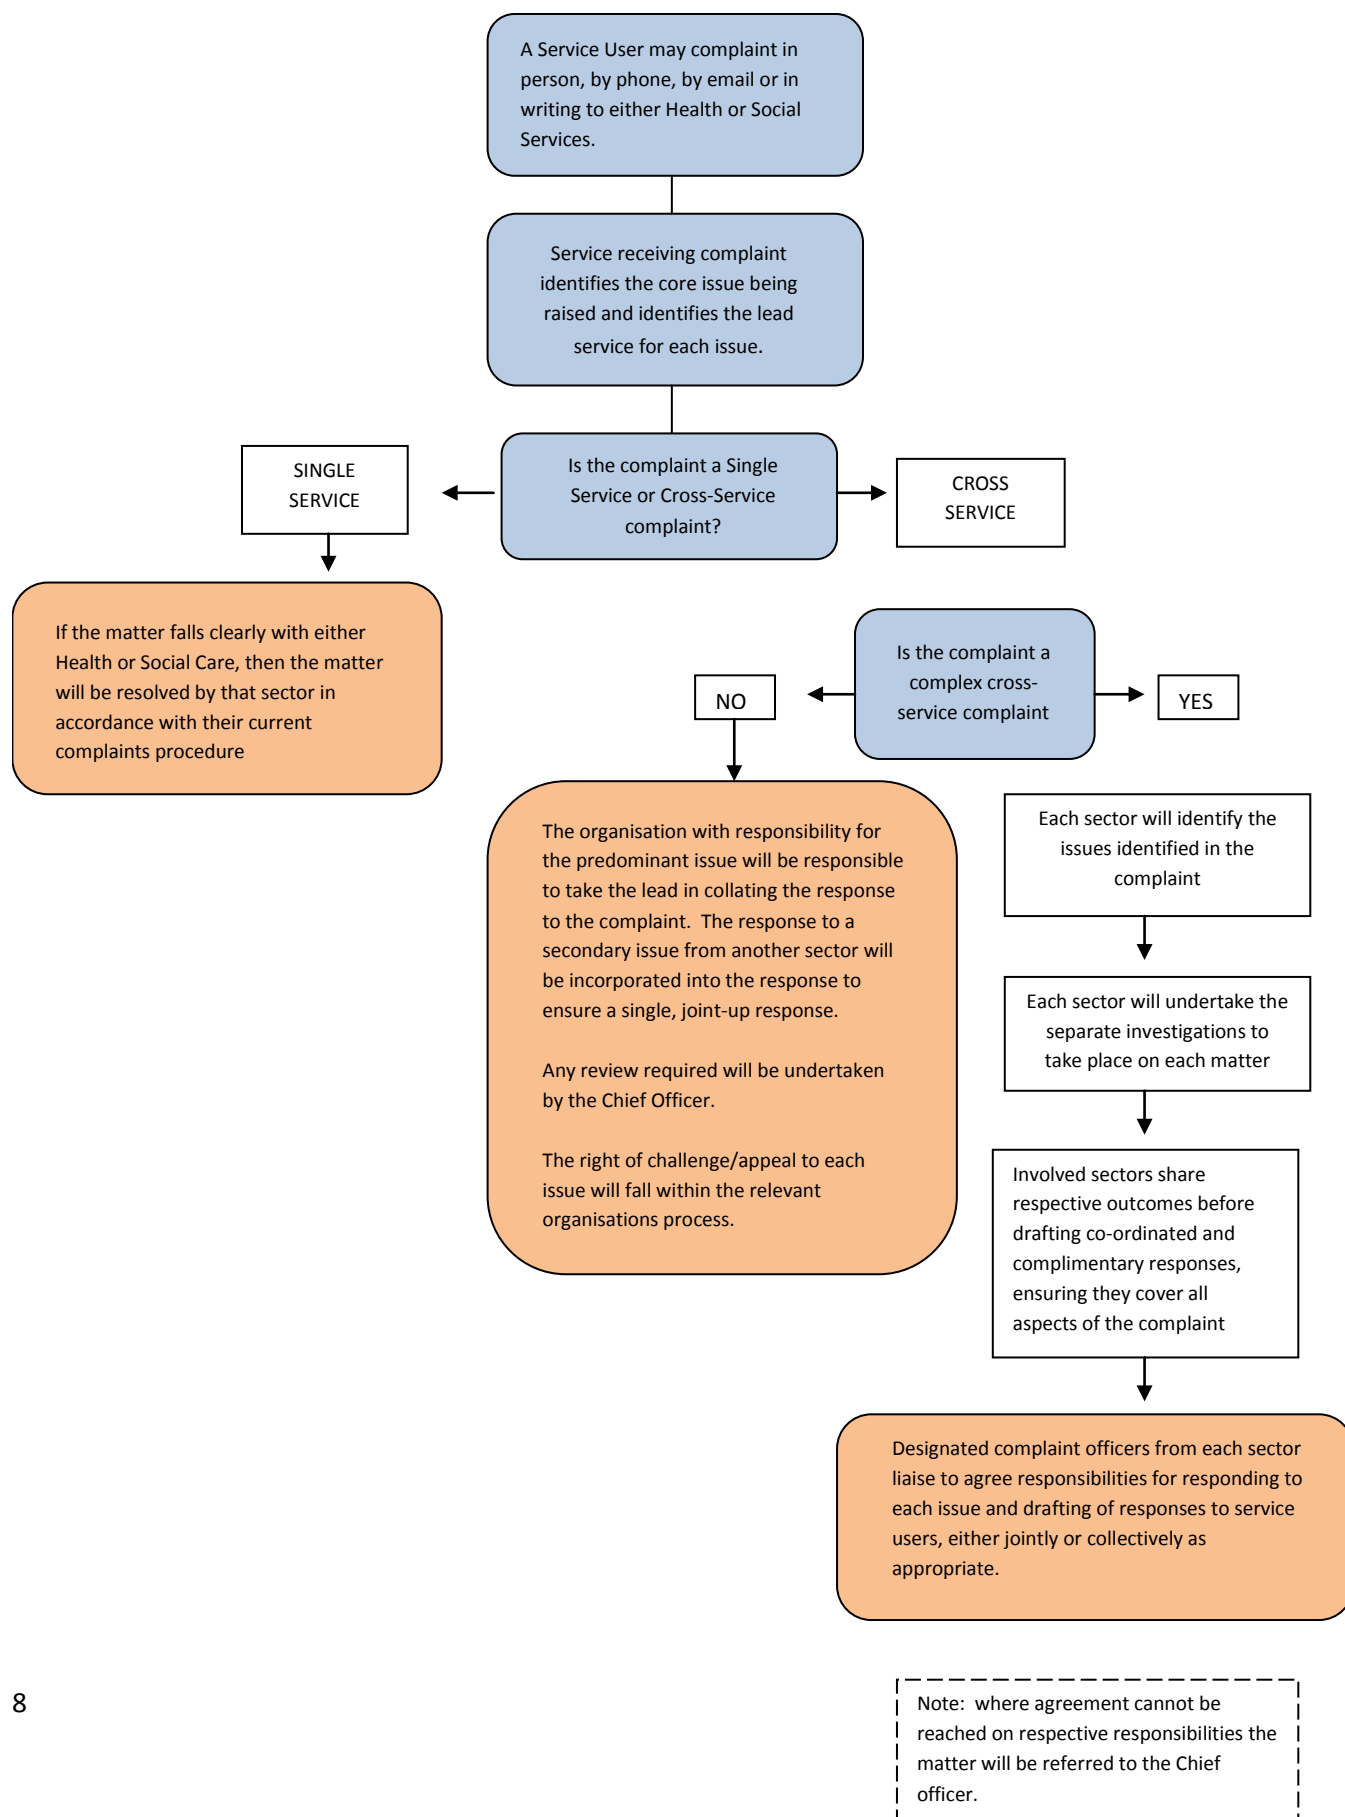 A Service User may complaint in
person, by phone, by email or in
writing to either Health or Social
Services.
Service receiving complaint
identifies the core issue being
raised and identifies the lead
service for each issue.
Is the complaint a Single
Service or Cross-Service
complaint?
SINGLE
SERVICE
CROSS
SERVICE
If the matter falls clearly with either
Health or Social Care, then the matter
will be resolved by that sector in
accordance with their current
complaints procedure
Is the complaint a
complex cross-
service complaint
NO
YES
The organisation with responsibility for
the predominant issue will be responsible
to take the lead in collating the response
to the complaint.  The response to a
secondary issue from another sector will
be incorporated into the response to
ensure a single, joint-up response.
Any review required will be undertaken
by the Chief Officer.
The right of challenge/appeal to each
issue will fall within the relevant
organisations process.
Each sector will identify the
issues identified in the
complaint
Each sector will undertake the
separate investigations to
take place on each matter
Involved sectors share
respective outcomes before
drafting co-ordinated and
complimentary responses,
ensuring they cover all
aspects of the complaint
Designated complaint officers from each sector
liaise to agree responsibilities for responding to
each issue and drafting of responses to service
users, either jointly or collectively as
appropriate.
8
Note:  where agreement cannot be
reached on respective responsibilities the
matter will be referred to the Chief
officer.